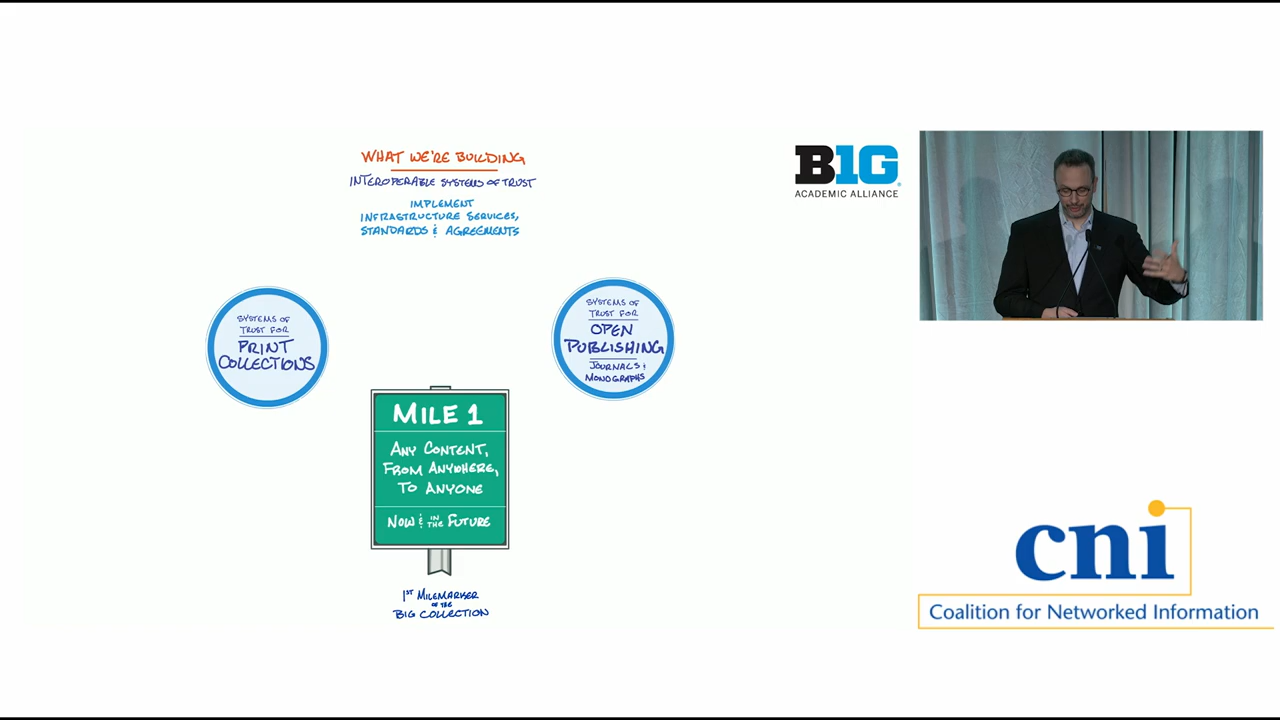 WHAT WE'RE BUILDING
INTEROPERABLE SYSTEMS OF TRUST
IMPLEMENT
INFRASTRUCTURE SERVICES,
STANDARDS & AGREEMENTS
B1G
ACADEMIC ALLIANCE
SYSTEMS OF
TRUST FOR
PRINT
COLLECTIONS
SYSTEMS OF
TRUST FOR
OPEN
PUBLISHING
JOURNALS &
MONOGRAPHS
MILE 1
ANY CONTENT,
FROM ANYWHERE,
TO ANYONE
NOW & IN THE FUTURE
1ST MILEMARKER
OF THE
BIG COLLECTION
cni
Coalition for Networked Information